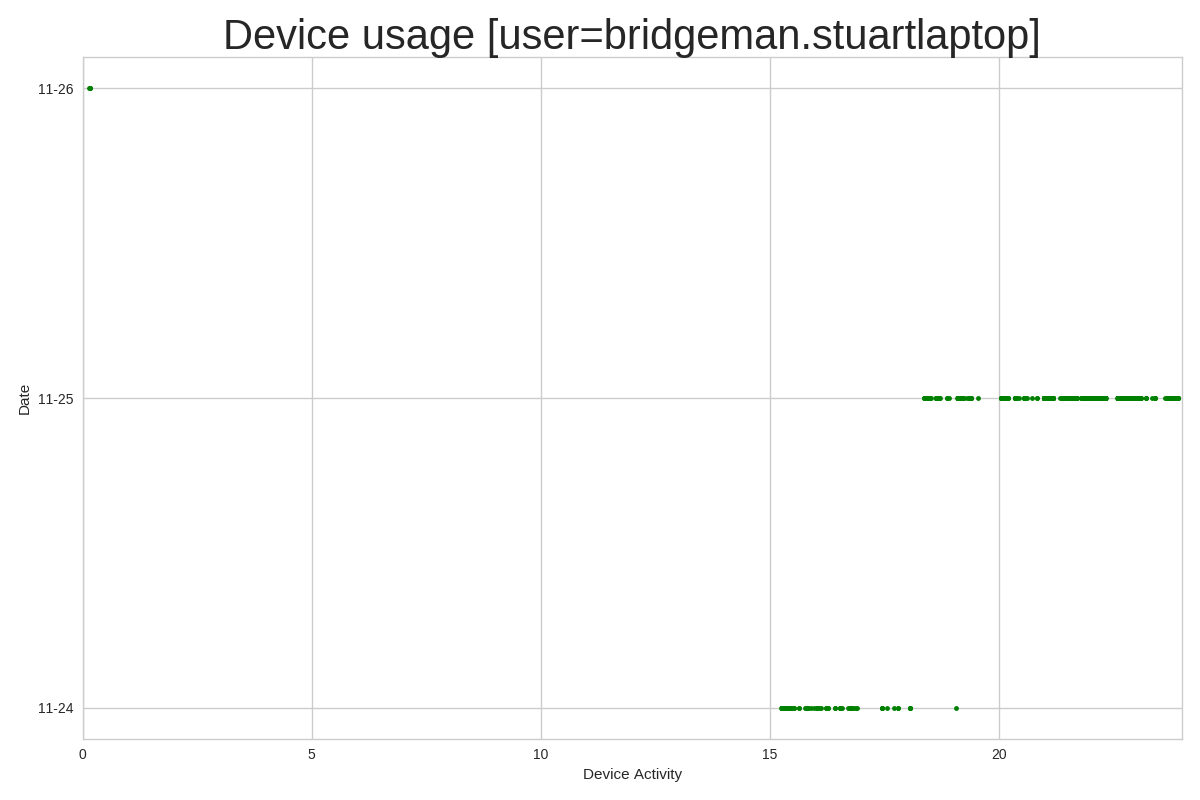 Device usage [user=bridgeman.stuartlaptop]
11-26
11-25
11-24
Date
0 5 10 15 20
Device Activity